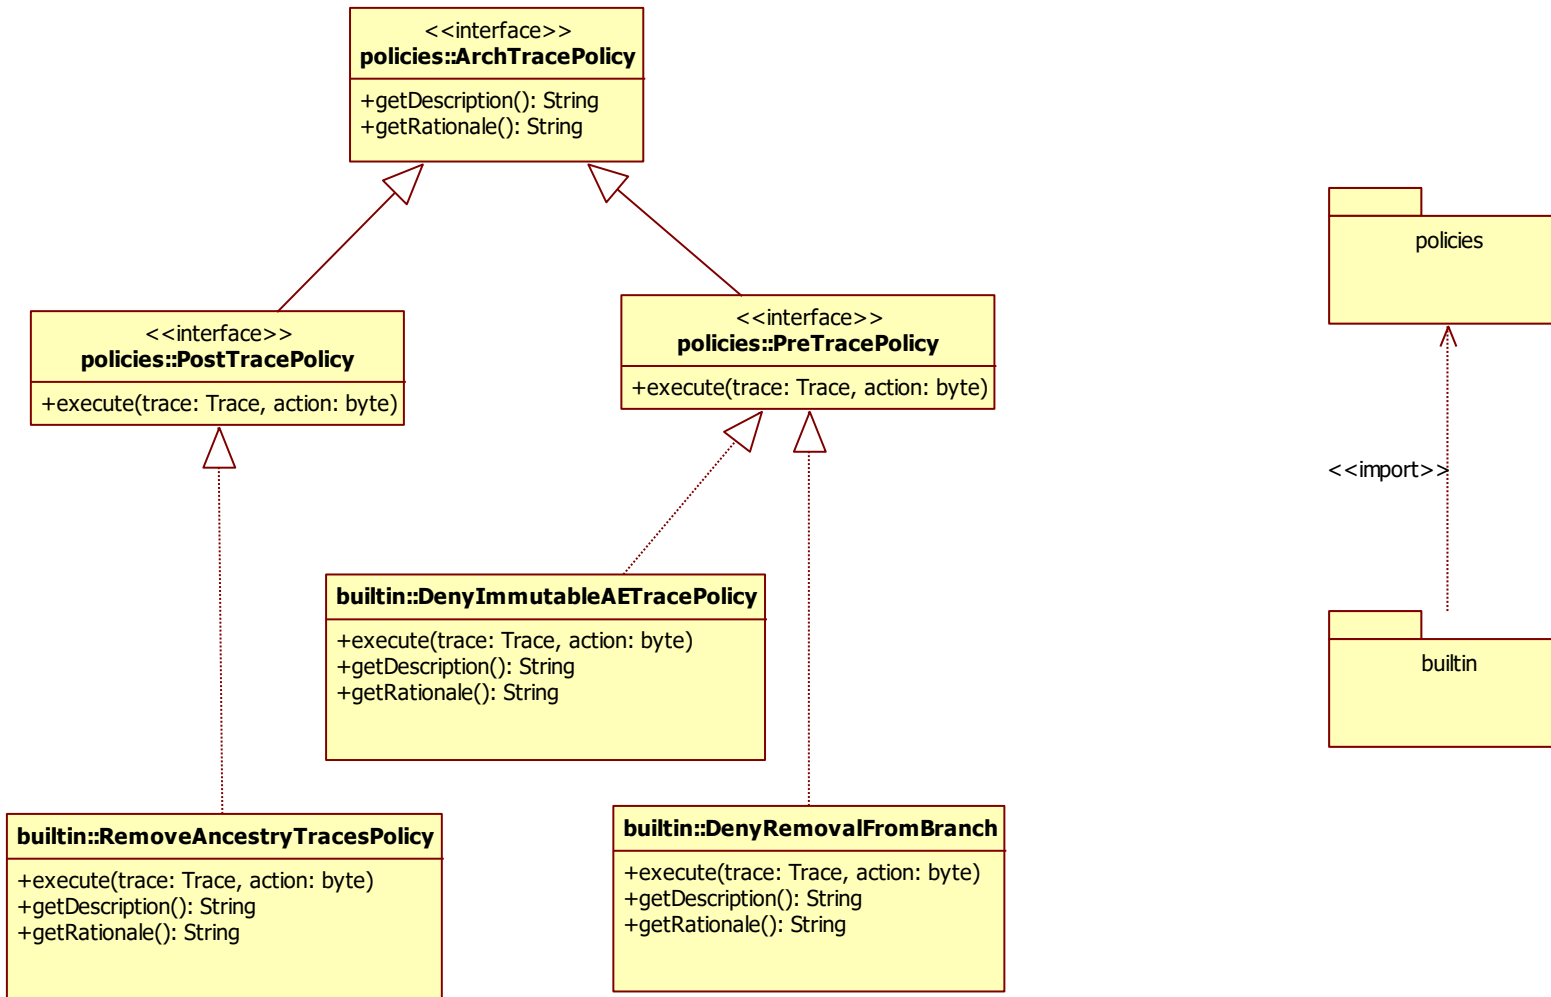 <<interface>>
policies::ArchTracePolicy
+getDescription(): String
+getRationale(): String
<<interface>>
policies::PostTracePolicy
+execute(trace: Trace, action: byte)
<<interface>>
policies::PreTracePolicy
+execute(trace: Trace, action: byte)
builtin::DenyImmutableAETracePolicy
+execute(trace: Trace, action: byte)
+getDescription(): String
+getRationale(): String
builtin::RemoveAncestryTracesPolicy
+execute(trace: Trace, action: byte)
+getDescription(): String
+getRationale(): String
builtin::DenyRemovalFromBranch
+execute(trace: Trace, action: byte)
+getDescription(): String
+getRationale(): String
policies
<<import>>
builtin